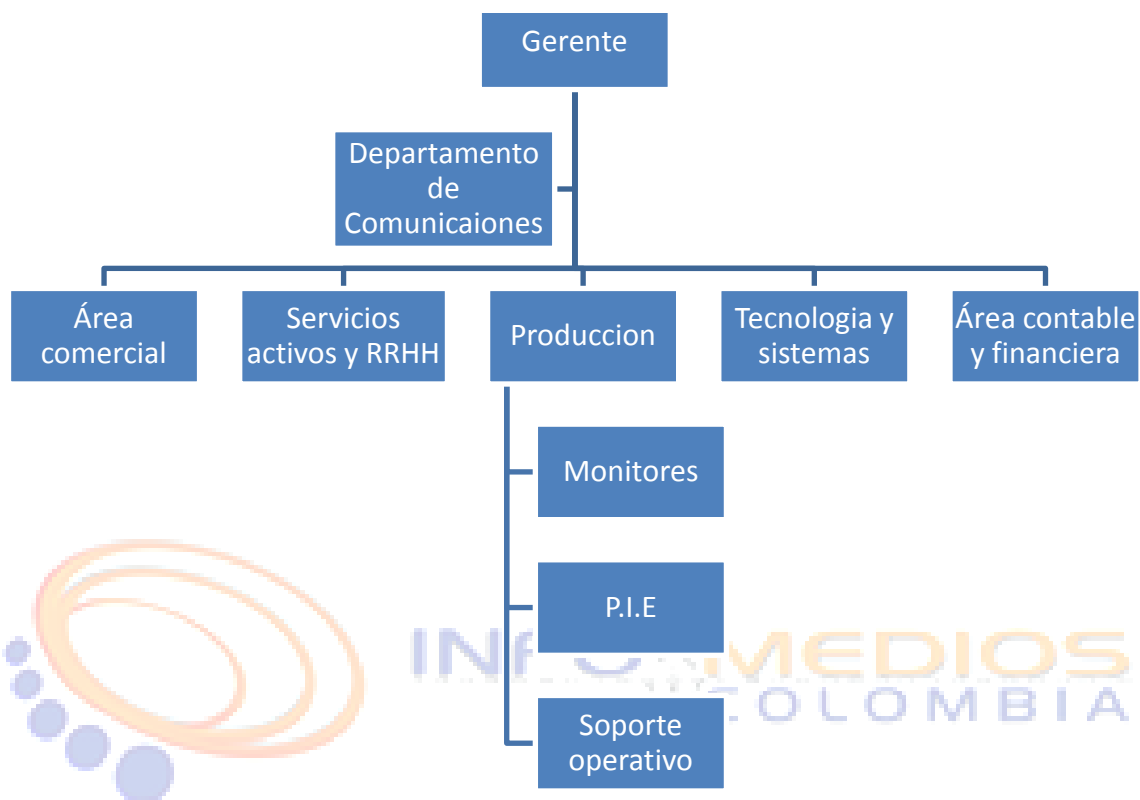 Gerente
Departamento
de
Comunicaiones
Área
comercial
Servicios
activos y RRHH
Produccion
Tecnologia y
sistemas
Área contable
y financiera
Monitores
P.I.E
INFOMEDIOS
COLOMBIA
Soporte
operativo